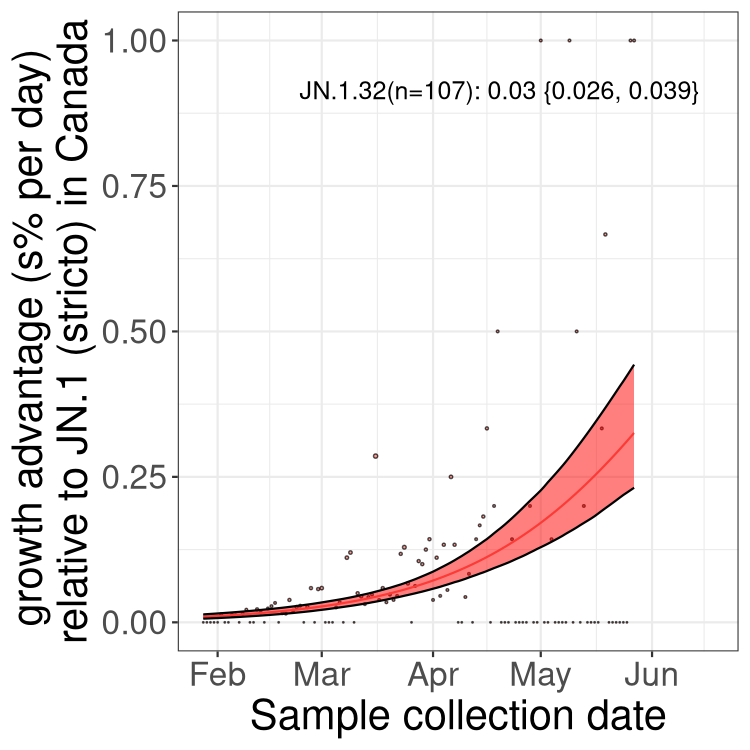 growth advantage (s% per day)
relative to JN.1 (stricto) in Canada
1.00
0.75
0.50
0.25
0.00
JN.1.32(n=107): 0.03 {0.026, 0.039}
Feb Mar Apr May Jun
Sample collection date